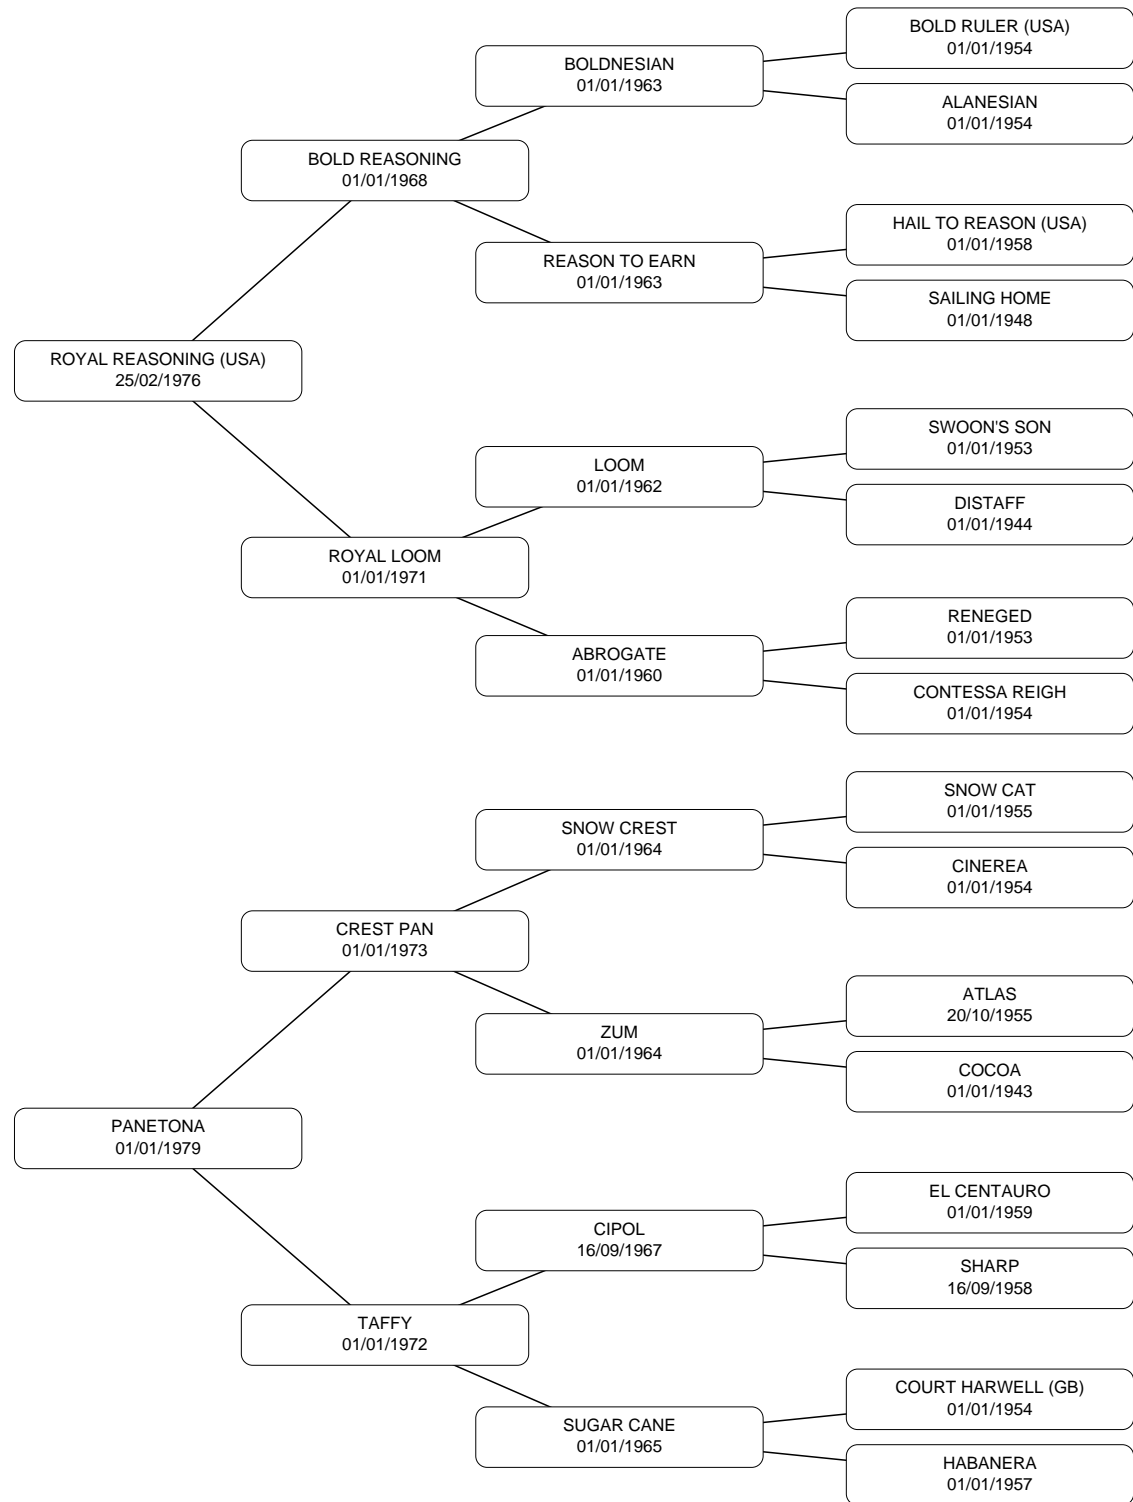 BOLD RULER (USA)
01/01/1954
BOLDNESIAN
01/01/1963
ALANESIAN
01/01/1954
BOLD REASONING
01/01/1968
HAIL TO REASON (USA)
01/01/1958
REASON TO EARN
01/01/1963
SAILING HOME
01/01/1948
ROYAL REASONING (USA)
25/02/1976
SWOON'S SON
01/01/1953
LOOM
01/01/1962
DISTAFF
01/01/1944
ROYAL LOOM
01/01/1971
RENEGED
01/01/1953
ABROGATE
01/01/1960
CONTESSA REIGH
01/01/1954
SNOW CAT
01/01/1955
SNOW CREST
01/01/1964
CINEREA
01/01/1954
CREST PAN
01/01/1973
ATLAS
20/10/1955
ZUM
01/01/1964
COCOA
01/01/1943
PANETONA
01/01/1979
EL CENTAURO
01/01/1959
CIPOL
16/09/1967
SHARP
16/09/1958
TAFFY
01/01/1972
COURT HARWELL (GB)
01/01/1954
SUGAR CANE
01/01/1965
HABANERA
01/01/1957